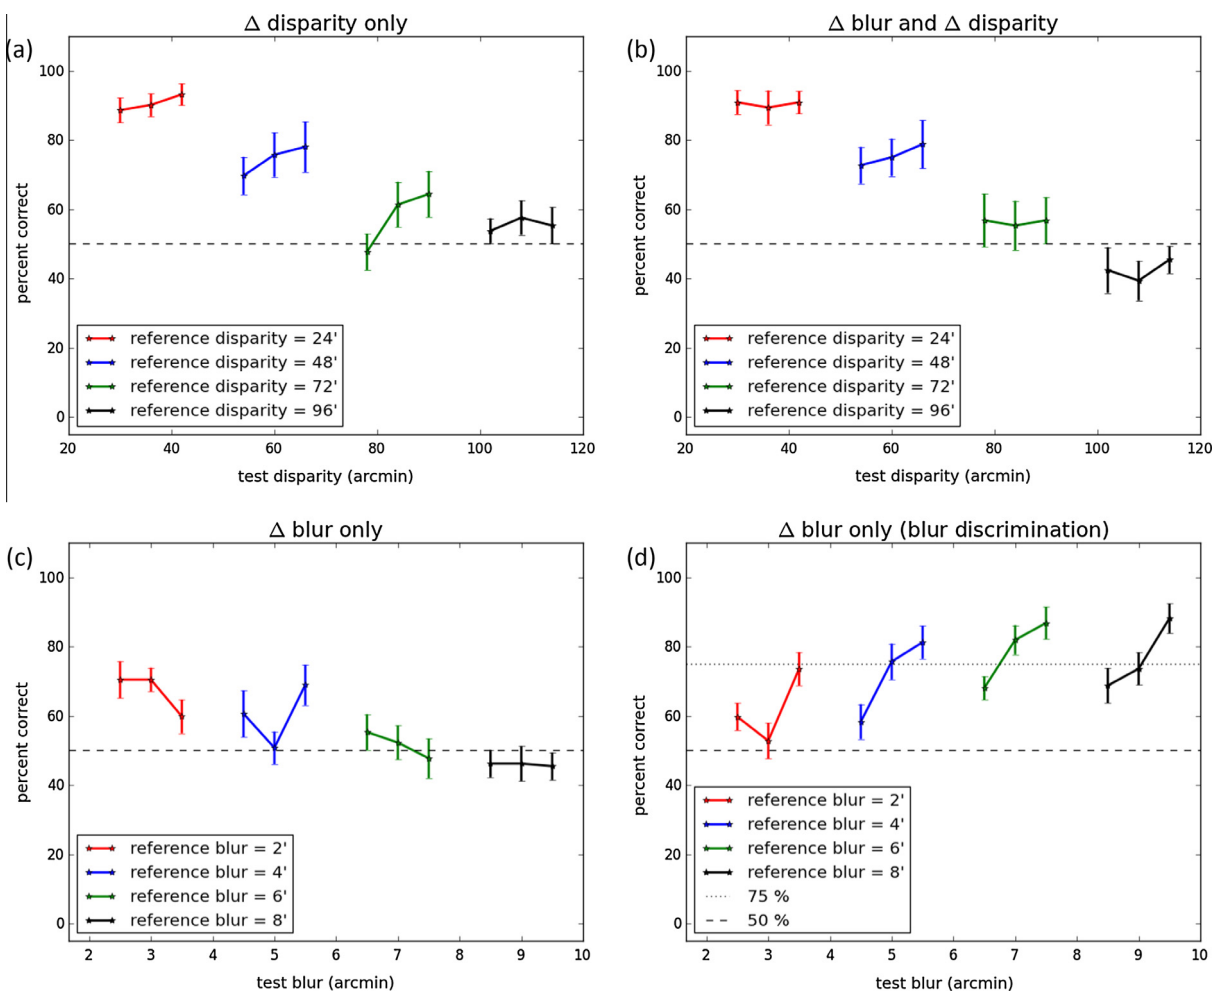 Δ disparity only
(a)
100
80
60
40
20
0
percent correct
reference disparity = 24'
reference disparity = 48'
reference disparity = 72'
reference disparity = 96'
20 40 60 80 100 120
test disparity (arcmin)
Δ blur and Δ disparity
(b)
100
80
60
40
20
0
percent correct
reference disparity = 24'
reference disparity = 48'
reference disparity = 72'
reference disparity = 96'
20 40 60 80 100 120
test disparity (arcmin)
Δ blur only
(c)
100
80
60
40
20
0
percent correct
reference blur = 2'
reference blur = 4'
reference blur = 6'
reference blur = 8'
2 3 4 5 6 7 8 9 10
test blur (arcmin)
Δ blur only (blur discrimination)
(d)
100
80
60
40
20
0
percent correct
reference blur = 2'
reference blur = 4'
reference blur = 6'
reference blur = 8'
75 %
50 %
2 3 4 5 6 7 8 9 10
test blur (arcmin)